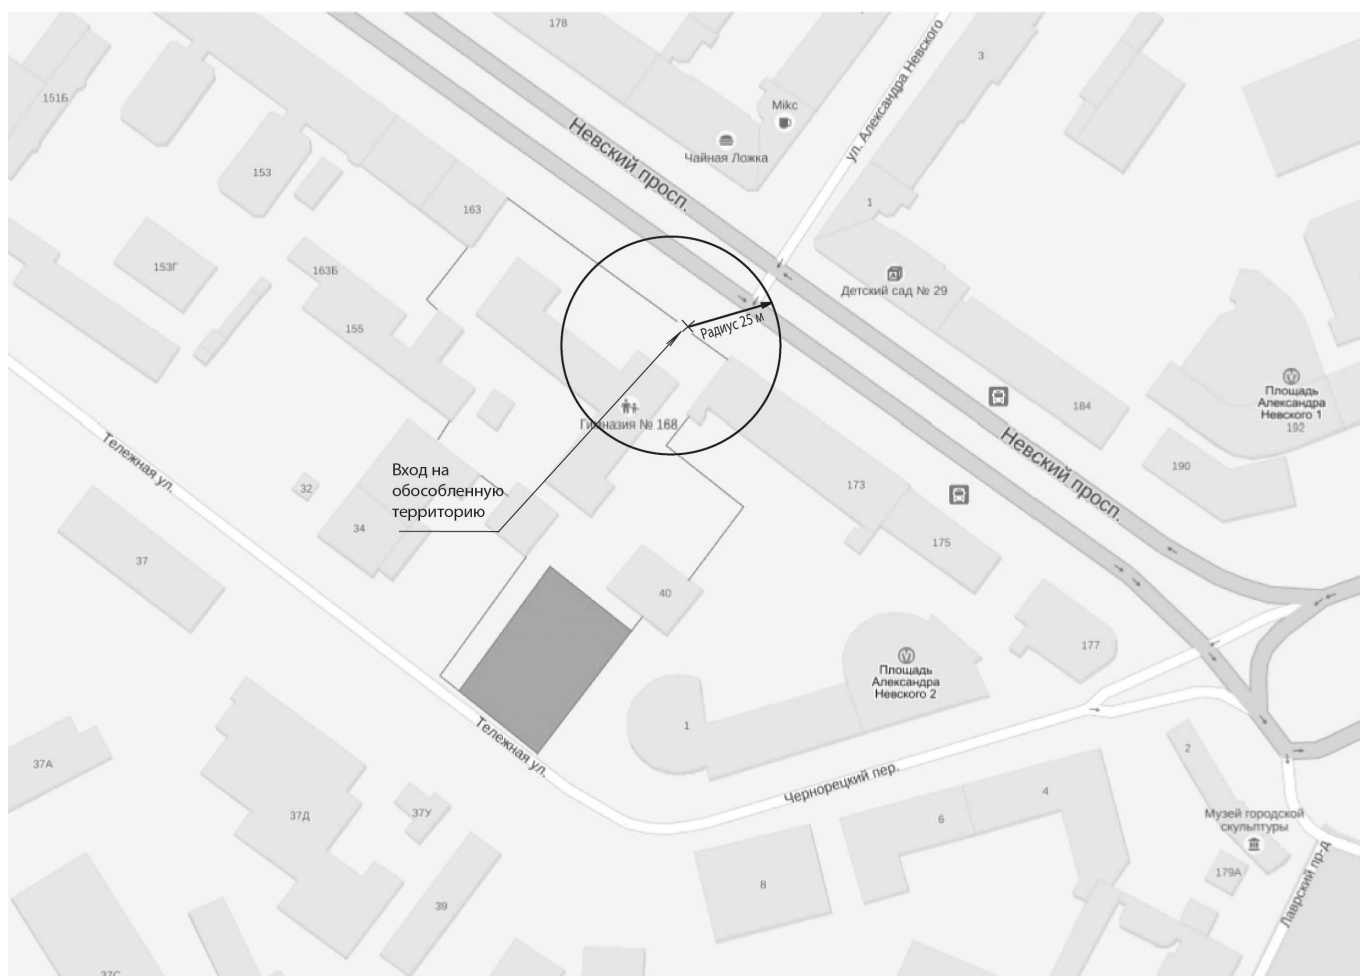 178
3
151Б
Mikc
Невский просп.
ул. Александра Невского
Чайная Ложка
153
1
163
153Г
163Б
Детский сад № 29
155
Радиус 25 м
Площадь
Александра
Невского 1
192
184
Гимназия № 168
Невский просп.
Тележная ул.
Вход на
обособленную
территорию
190
32
173
34
175
37
40
177
Площадь
Александра
Невского 2
1
Тележная ул.
2
37А
Чернорецкий пер.
4
37Д
37У
6
Музей городской
скульптуры
Лаврский пр-д
179А
8
39
37С